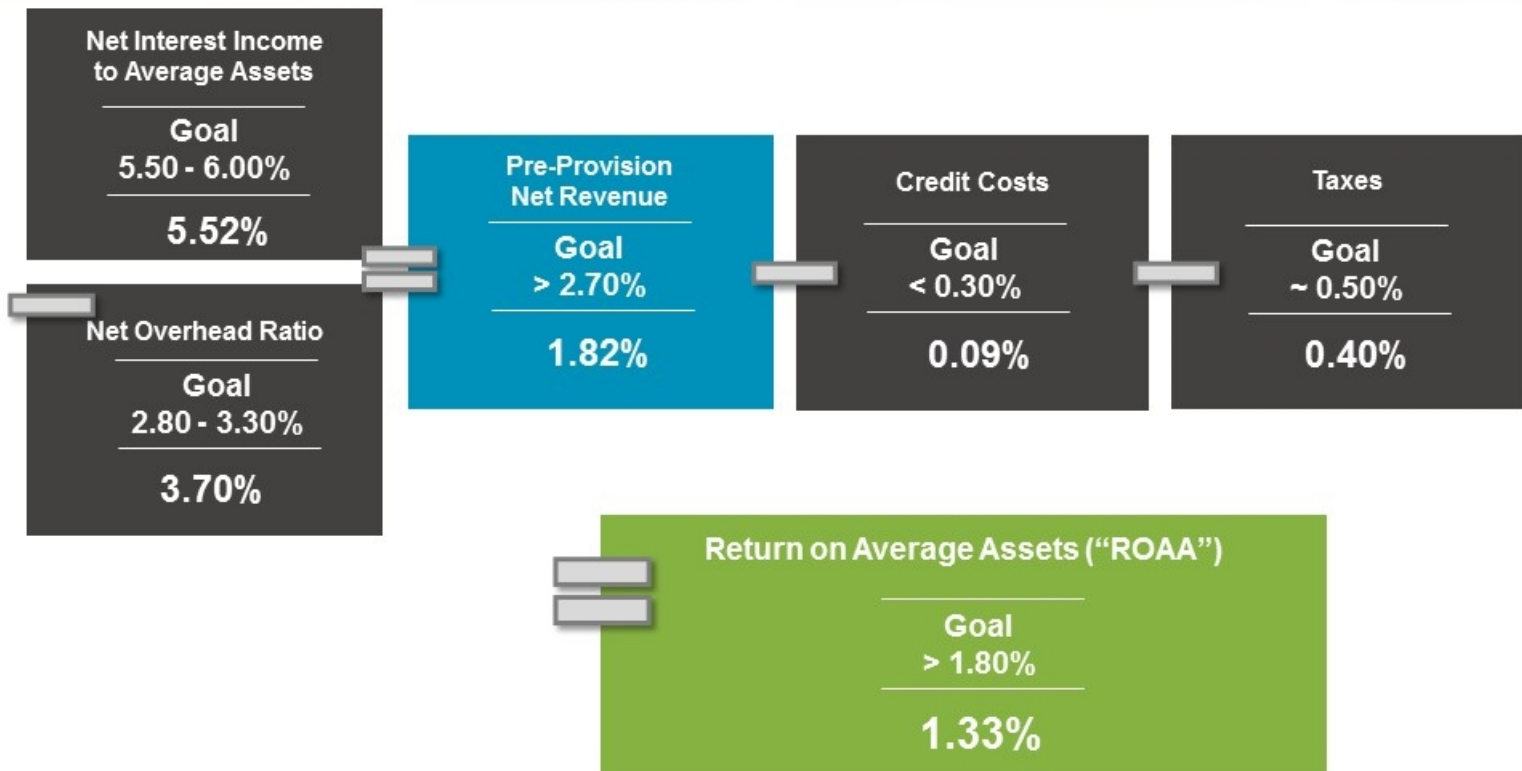 Net Interest Income
to Average Assets
Goal
5.50 - 6.00%
5.52%
Net Overhead Ratio
Goal
2.80 - 3.30%
3.70%
Pre-Provision
Net Revenue
Goal
> 2.70%
1.82%
Credit Costs
Goal
< 0.30%
0.09%
Taxes
Goal
~ 0.50%
0.40%
Return on Average Assets (“ROAA”)
Goal
> 1.80%
1.33%